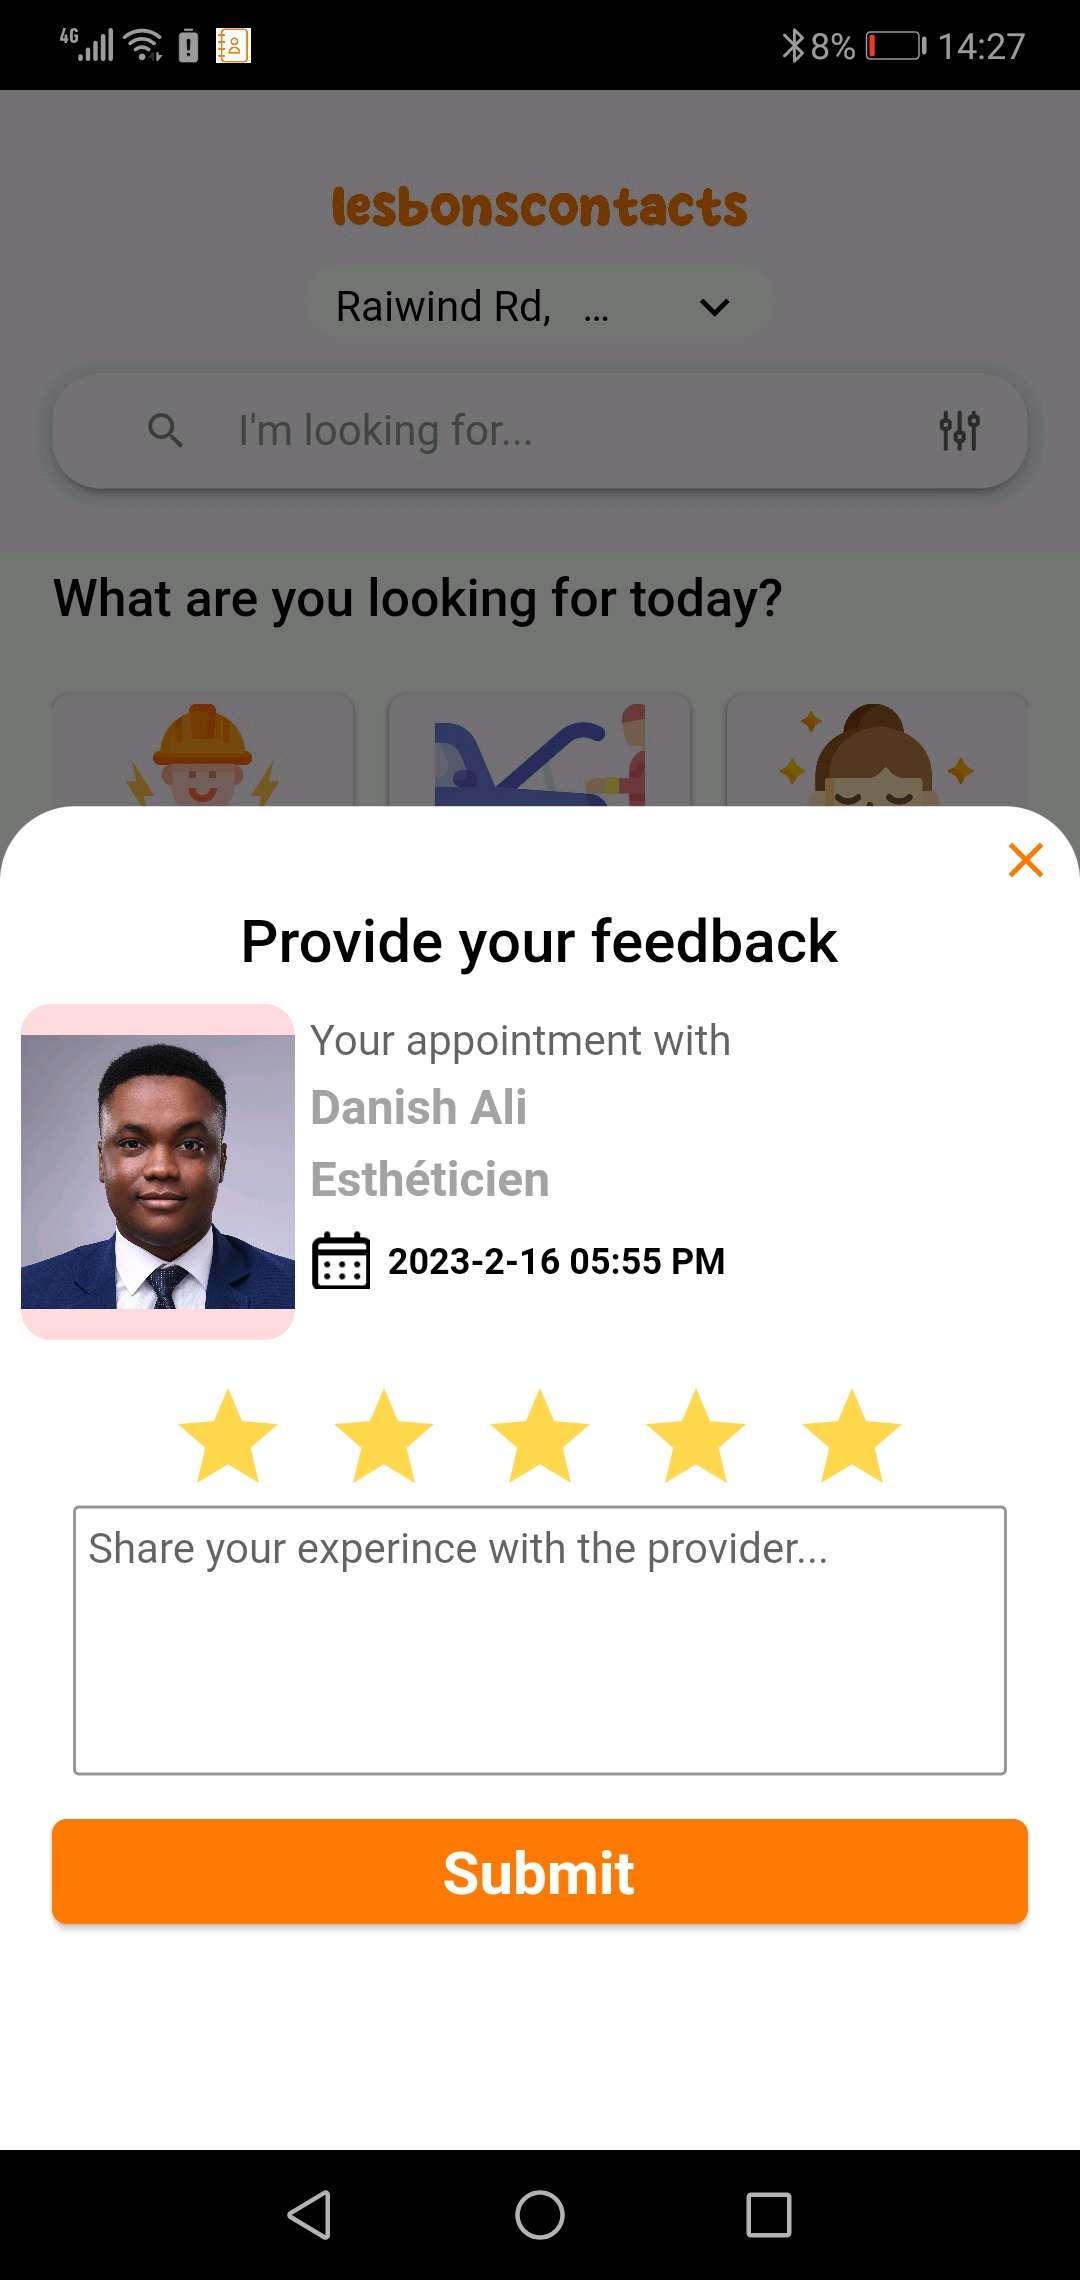 4G 8% 14:27
lesbonscontacts
Raiwind Rd, ...
I'm looking for...
What are you looking for today?
Provide your feedback
Your appointment with
Danish Ali
Esthéticien
2023-2-16 05:55 PM
Share your experince with the provider...
Submit